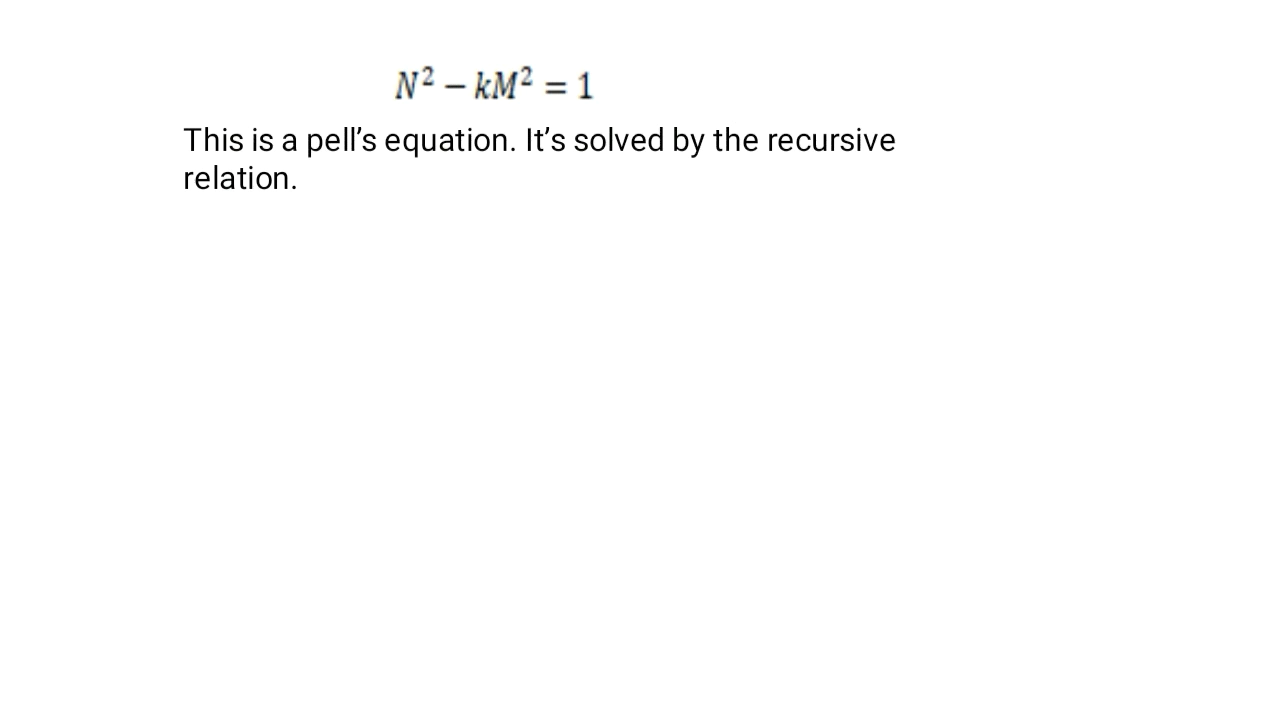 N² − kM² = 1
This is a pell’s equation. It’s solved by the recursive
relation.